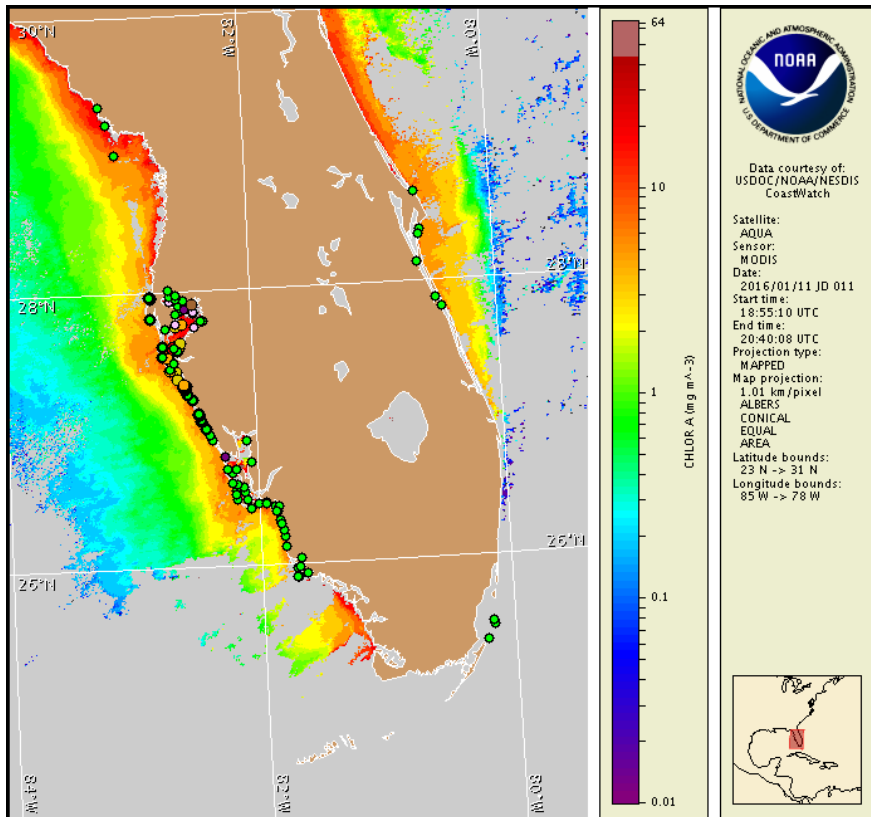 30°N
82°W
80°W
28°N
28°N
26°N
26°N
84°W
82°W
80°W
64
10
1
0.1
0.01
CHLOR A (mg m^-3)
NATIONAL OCEANIC AND ATMOSPHERIC ADMINISTRATION
NOAA
U.S. DEPARTMENT OF COMMERCE
Data courtesy of:
USDOC/NOAA/NESDIS
CoastWatch
Satellite:
AQUA
Sensor:
MODIS
Date:
2016/01/11 JD 011
Start time:
18:55:10 UTC
End time:
20:40:08 UTC
Projection type:
MAPPED
Map projection:
1.01 km/pixel
ALBERS
CONICAL
EQUAL
AREA
Latitude bounds:
23 N -> 31 N
Longitude bounds:
85 W -> 78 W